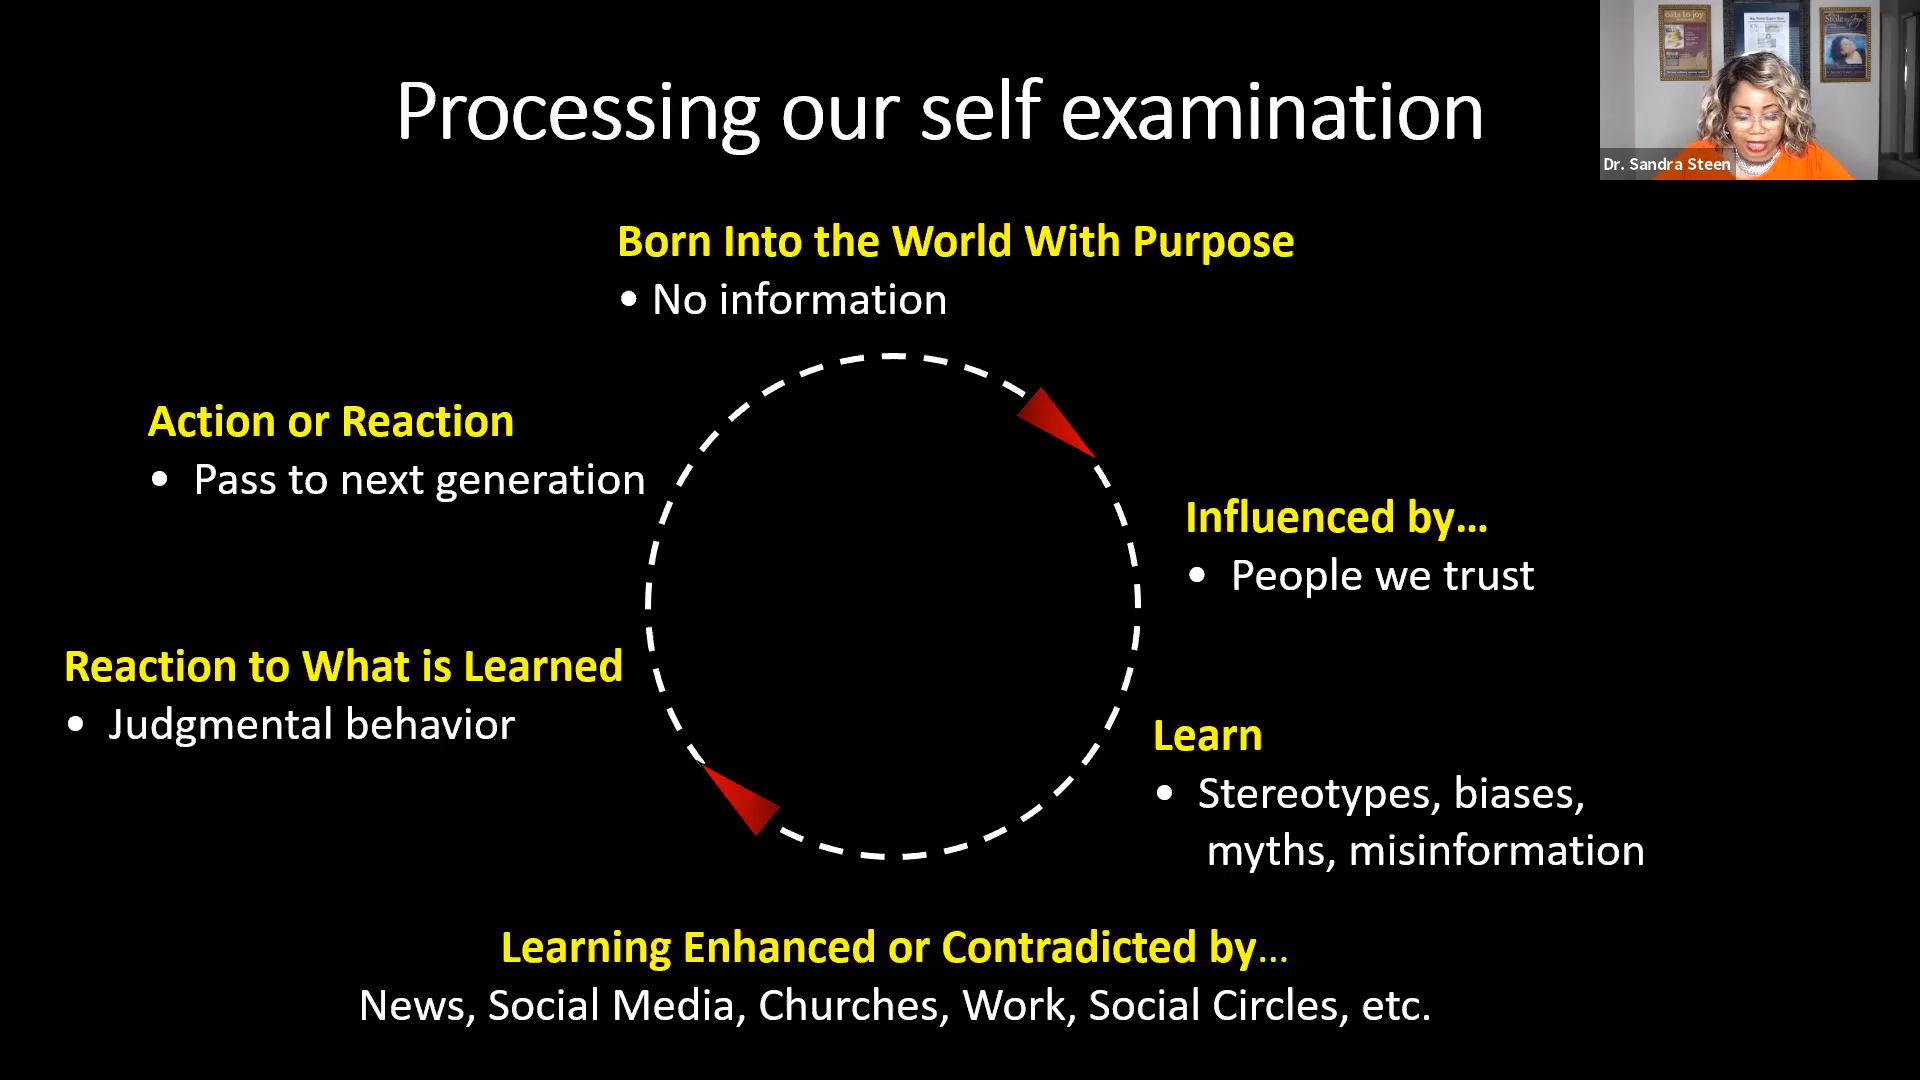 Processing our self examination
Dr. Sandra Steen
Born Into the World With Purpose
• No information
Action or Reaction
• Pass to next generation
Influenced by...
• People we trust
Reaction to What is Learned
• Judgmental behavior
Learn
• Stereotypes, biases,
myths, misinformation
Learning Enhanced or Contradicted by...
News, Social Media, Churches, Work, Social Circles, etc.